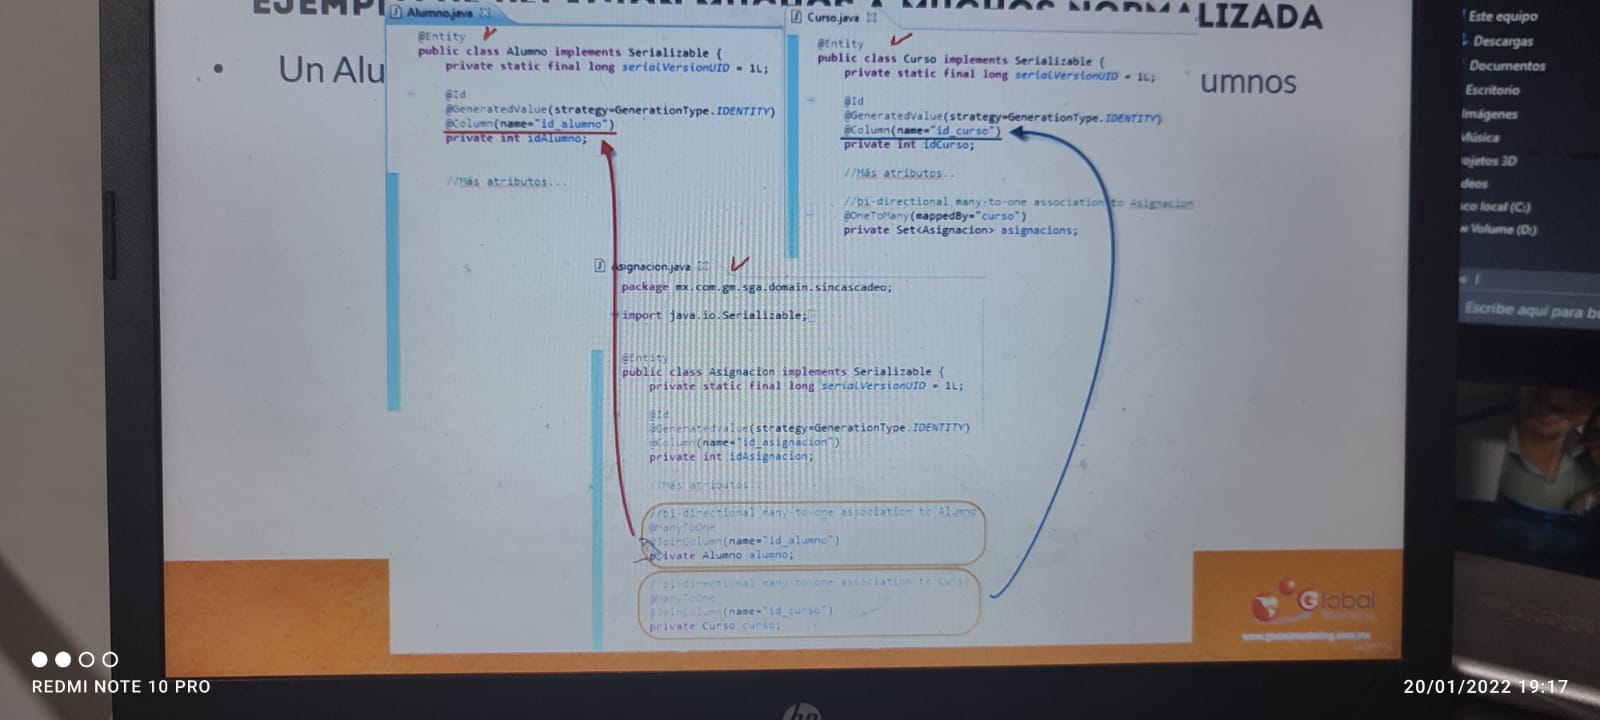 LIZADA
Un Alu
umnos
Alumno.java
@Entity
public class Alumno implements Serializable {
private static final long serialVersionUID = 1L;
@Id
@GeneratedValue(strategy=GenerationType.IDENTITY)
@Column(name="id_alumno")
private int idAlumno;
//Más atributos...
Curso.java
@Entity
public class Curso implements Serializable {
private static final long serialVersionUID = 1L;
@Id
@GeneratedValue(strategy=GenerationType.IDENTITY)
@Column(name="id_curso")
private int idCurso;
//Más atributos..
//bi-directional many-to-one association to Asignacion
@OneToMany(mappedBy="curso")
private Set<Asignacion> asignacions;
Asignacion.java
package mx.com.gm.sga.domain.sincascadeo;
import java.io.Serializable;
@Entity
public class Asignacion implements Serializable {
private static final long serialVersionUID = 1L;
@Id
@GeneratedValue(strategy=GenerationType.IDENTITY)
@Column(name="id_asignacion")
private int idAsignacion;
//Más atributos...
//bi-directional many-to-one association to Alumno
@ManyToOne
@JoinColumn(name="id_alumno")
private Alumno alumno;
//bi-directional many-to-one association to Curso
@ManyToOne
@JoinColumn(name="id_curso")
private Curso curso;
Global
www.globalmentoring.com.mx
Este equipo
Descargas
Documentos
Escritorio
Imágenes
Música
ojetos 3D
deos
ico local (C:)
Volume (D:)
Escribe aquí para b
hp
REDMI NOTE 10 PRO
20/01/2022 19:17